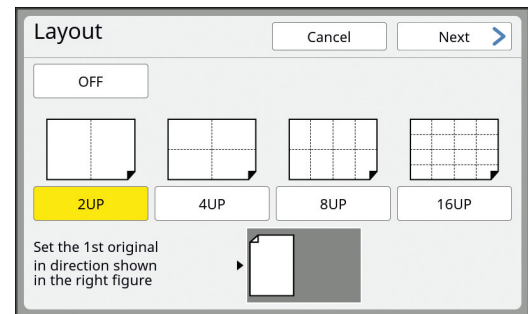 Layout
Cancel
Next
OFF
2UP
4UP
8UP
16UP
Set the 1st original
in direction shown
in the right figure